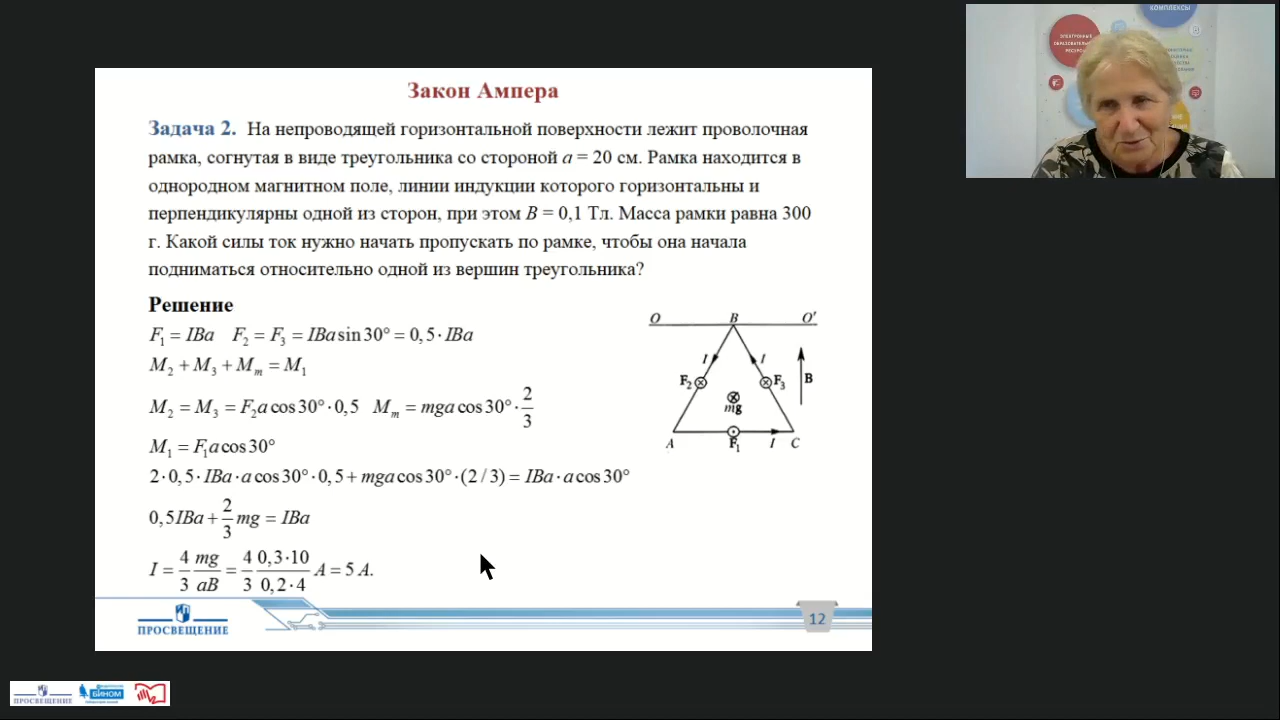 Закон Ампера
Задача 2. На непроводящей горизонтальной поверхности лежит проволочная
рамка, согнутая в виде треугольника со стороной a = 20 см. Рамка находится в
однородном магнитном поле, линии индукции которого горизонтальны и
перпендикулярны одной из сторон, при этом B = 0,1 Тл. Масса рамки равна 300
г. Какой силы ток нужно начать пропускать по рамке, чтобы она начала
подниматься относительно одной из вершин треугольника?
Решение
F₁ = IBa F₂ = F₃ = IBa sin 30° = 0,5·IBa
M₂ + M₃ + Mₘ = M₁
M₂ = M₃ = F₂a cos 30°·0,5 Mₘ = mga cos 30°·2/3
M₁ = F₁a cos 30°
2·0,5·IBa·a cos 30°·0,5 + mga cos 30°·(2/3) = IBa·a cos 30°
0,5IBa + 2/3 mg = IBa
I = 4/3 mg/aB = 4/3 0,3·10/0,2·4 A = 5 A.
O B O'
I I
F₂ F₃ B
mg
A F₁ I C
ПРОСВЕЩЕНИЕ
12
КОМПЛЕКСЫ
ЭЛЕКТРОННЫЕ
ПРОСВЕЩЕНИЕ
БИНОМ